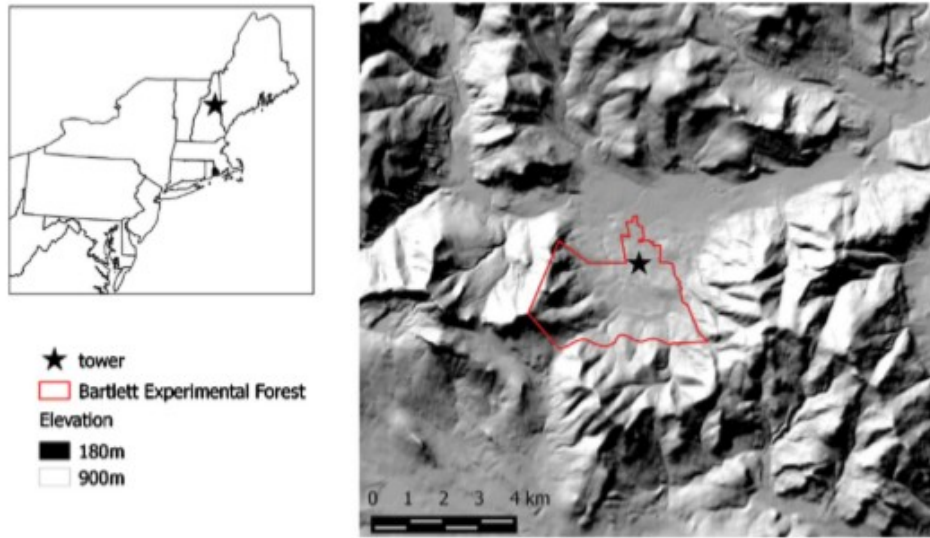 tower
Bartlett Experimental Forest
Elevation
180m
900m
0 1 2 3 4 km